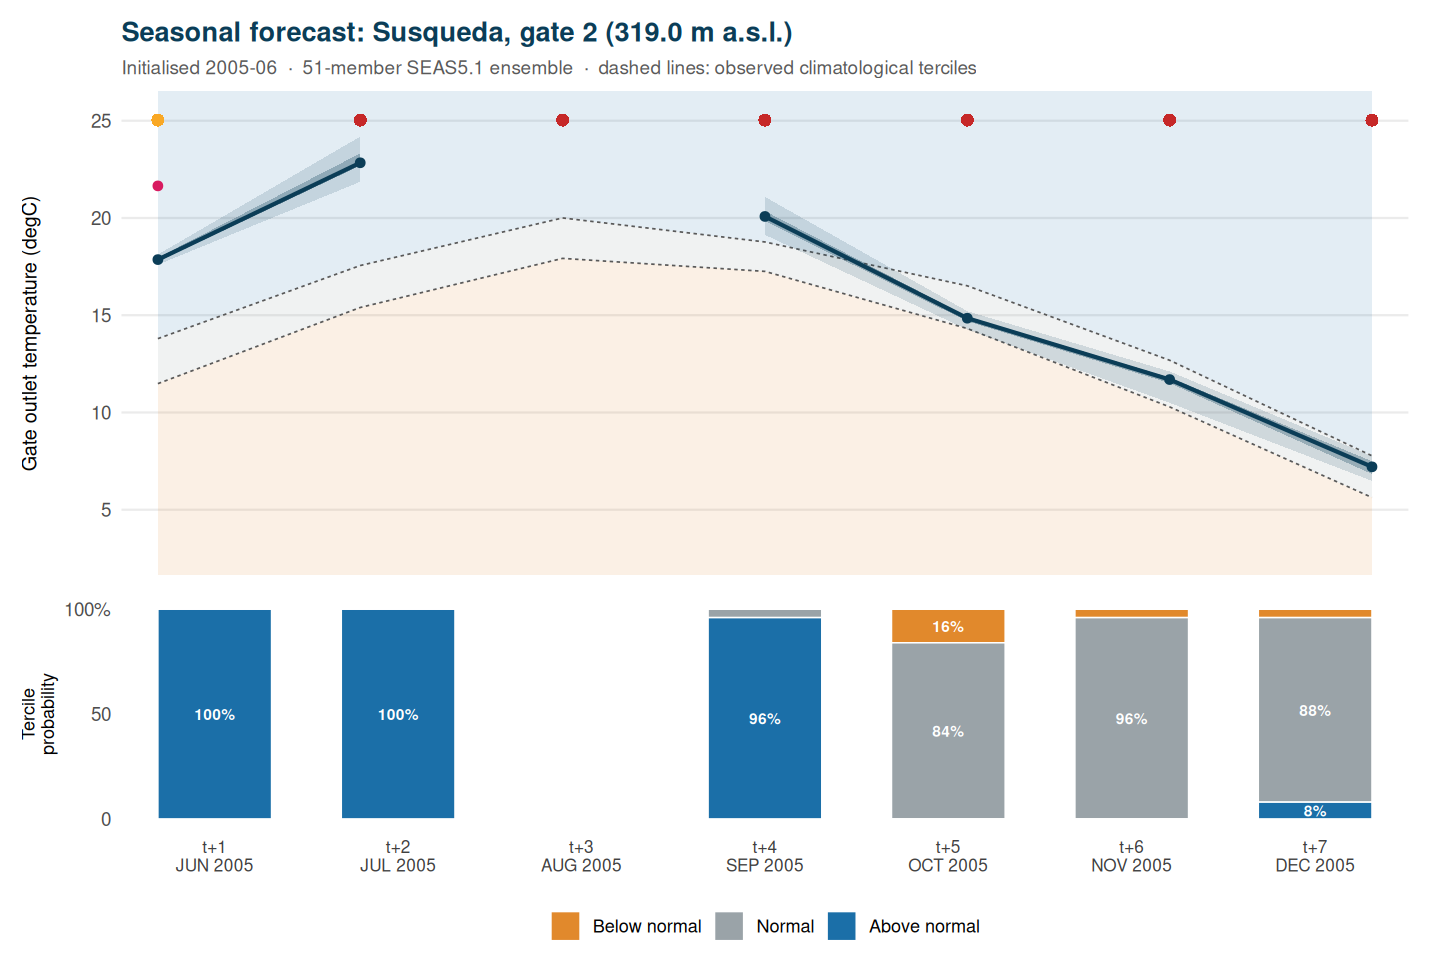 Seasonal forecast: Susqueda, gate 2 (319.0 m a.s.l.)
Initialised 2005-06 · 51-member SEAS5.1 ensemble · dashed lines: observed climatological terciles
Gate outlet temperature (degC)
25
20
15
10
5
Tercile
probability
100%
50
0
100%
100%
96%
16%
84%
96%
88%
8%
t+1
JUN 2005
t+2
JUL 2005
t+3
AUG 2005
t+4
SEP 2005
t+5
OCT 2005
t+6
NOV 2005
t+7
DEC 2005
Below normal
Normal
Above normal